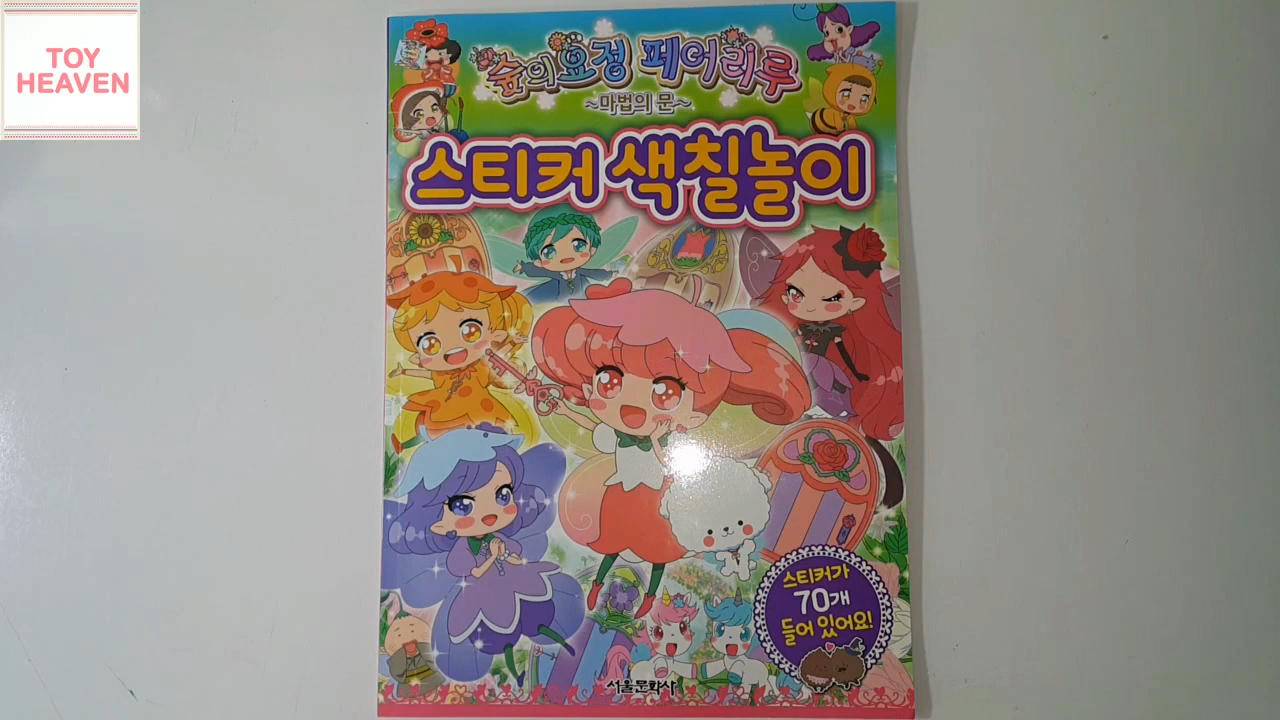 TOY
HEAVEN
숲의요정 페어리루
~마법의 문~
스티커 색칠놀이
스티커가
70개
들어 있어요!
서울문화사